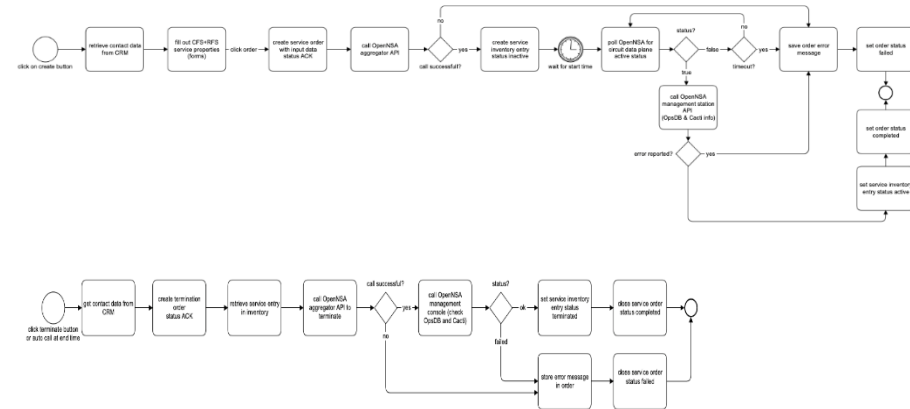 no
no
retrieve contact data
from CRM
fill out CFS+RFS
service properties
(forms)
click order
create service order
with input data
status ACK
call OpenNSA
aggregator API
yes
create service
inventory entry
status inactive
poll OpenNSA for
circuit data plane
active status
status?
false
yes
save order error
message
set order status
failed
click on create button
call successfull?
wait for start time
timeout?
true
call OpenNSA
management station
API
(OpsDB & Cacti info)
set order status
completed
error reported?
yes
set service inventory
entry status active
call successful?
status?
get contact data from
CRM
create termination
order
status ACK
retrieve service entry
in inventory
call OpenNSA
aggregator API to
terminate
yes
call OpenNSA
management
console (check
OpsDB and Cacti)
ok
set service inventory
entry status
terminated
close service order
status completed
click terminate button
or auto call at end time
no
failed
store error message
in order
close service order
status failed